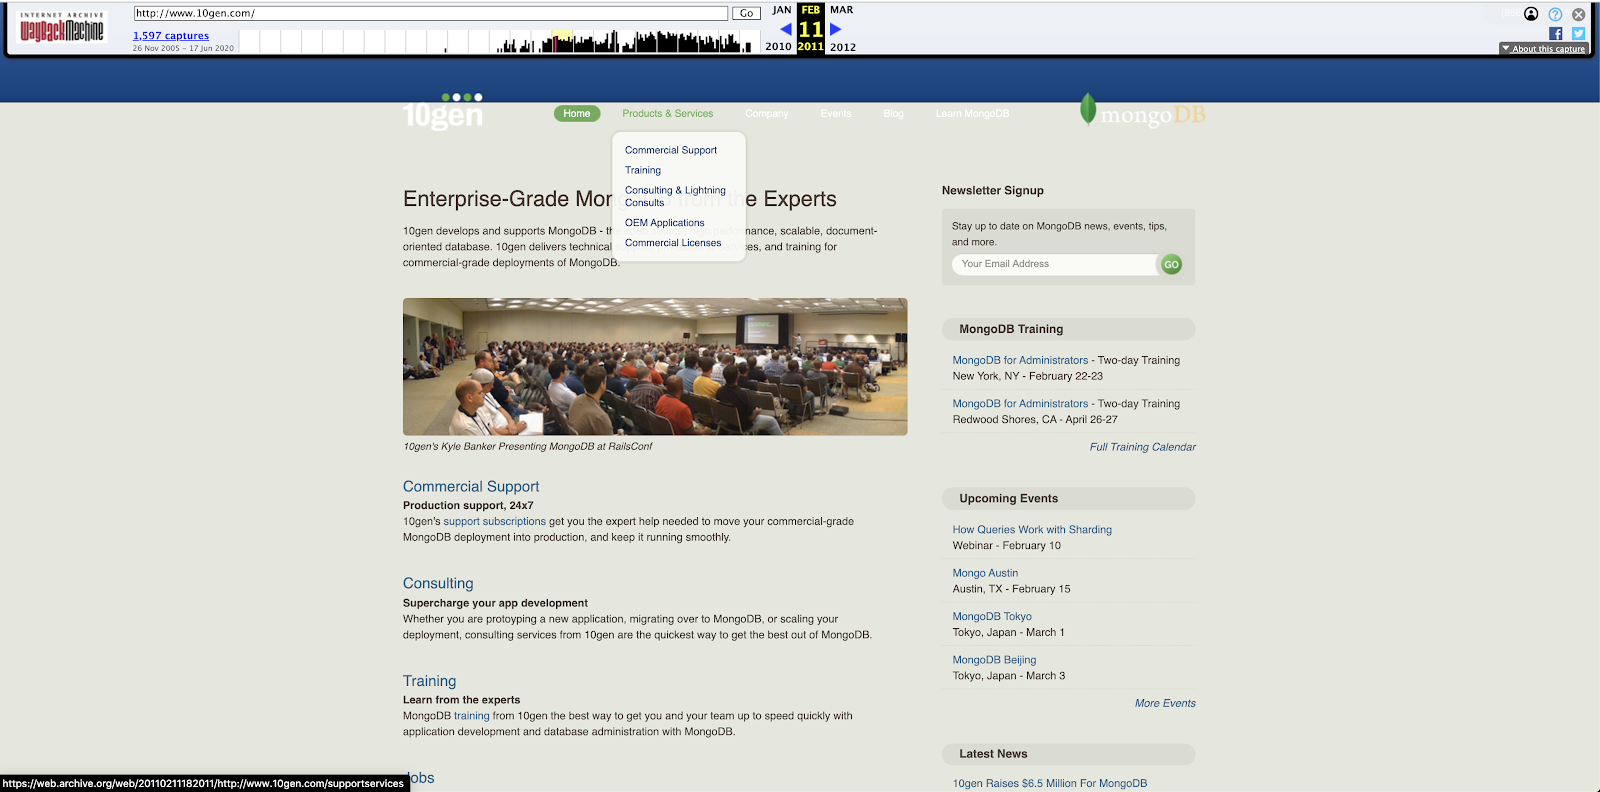 INTERNET ARCHIVE
WayBackMachine
http://www.10gen.com/
Go
1,597 captures
26 Nov 2005 – 17 Jun 2020
JAN FEB MAR
11
2010 2011 2012
About this capture
10gen
Home
Products & Services
Company
Events
Blog
Learn MongoDB
mongoDB
Commercial Support
Training
Consulting & Lightning
Consults
OEM Applications
Commercial Licenses
Enterprise-Grade Mon the Experts
10gen develops and supports MongoDB - the performance, scalable, document-
oriented database. 10gen delivers technical services, and training for
commercial-grade deployments of MongoDB.
10gen's Kyle Banker Presenting MongoDB at RailsConf
Commercial Support
Production support, 24x7
10gen's support subscriptions get you the expert help needed to move your commercial-grade
MongoDB deployment into production, and keep it running smoothly.
Consulting
Supercharge your app development
Whether you are protoyping a new application, migrating over to MongoDB, or scaling your
deployment, consulting services from 10gen are the quickest way to get the best out of MongoDB.
Training
Learn from the experts
MongoDB training from 10gen the best way to get you and your team up to speed quickly with
application development and database administration with MongoDB.
Jobs
Newsletter Signup
Stay up to date on MongoDB news, events, tips,
and more.
Your Email Address
GO
MongoDB Training
MongoDB for Administrators - Two-day Training
New York, NY - February 22-23
MongoDB for Administrators - Two-day Training
Redwood Shores, CA - April 26-27
Full Training Calendar
Upcoming Events
How Queries Work with Sharding
Webinar - February 10
Mongo Austin
Austin, TX - February 15
MongoDB Tokyo
Tokyo, Japan - March 1
MongoDB Beijing
Tokyo, Japan - March 3
More Events
Latest News
10gen Raises $6.5 Million For MongoDB
https://web.archive.org/web/20110211182011/http://www.10gen.com/supportservices